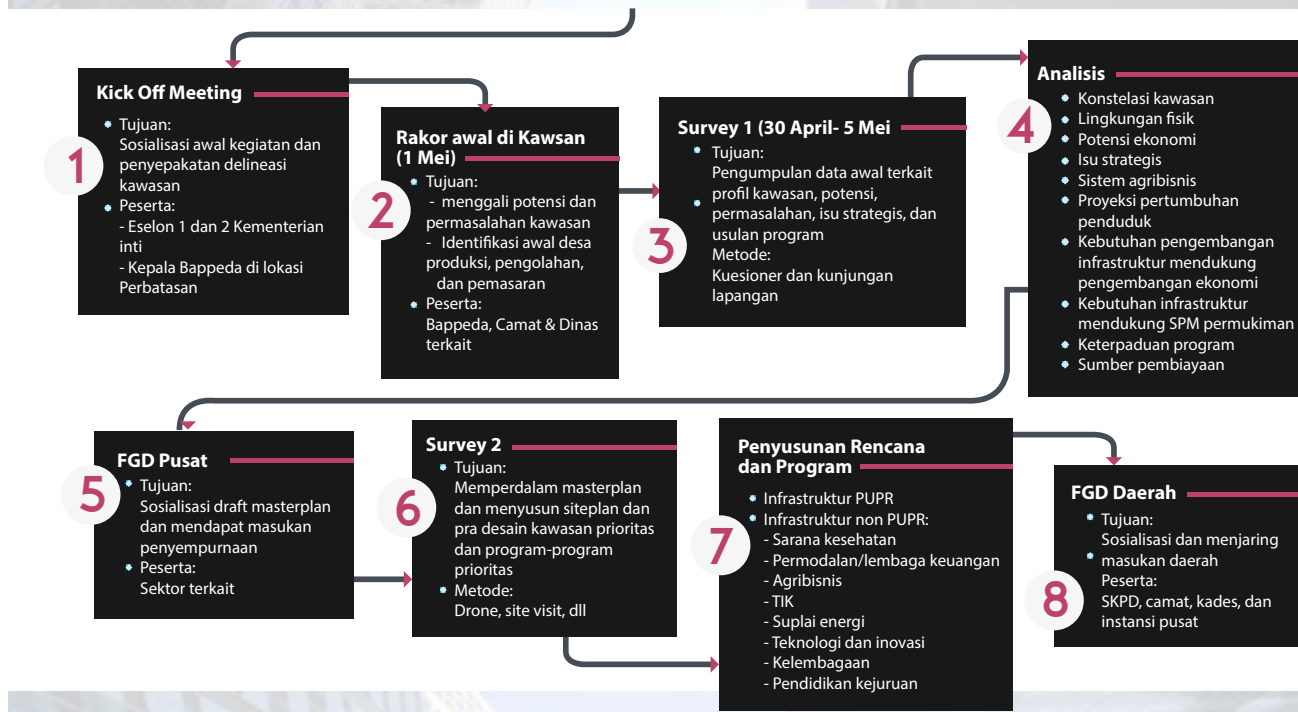 Kick Off Meeting
1
Tujuan:
Sosialisasi awal kegiatan dan
penyepakatan delineasi
kawasan
Peserta:
- Eselon 1 dan 2 Kementerian
inti
- Kepala Bappeda di lokasi
Perbatasan
Rakor awal di Kawsan
(1 Mei)
2
Tujuan:
- menggali potensi dan
permasalahan kawasan
- Identifikasi awal desa
produksi, pengolahan,
dan pemasaran
Peserta:
Bappeda, Camat & Dinas
terkait
Survey 1 (30 April- 5 Mei
3
Tujuan:
Pengumpulan data awal terkait
profil kawasan, potensi,
permasalahan, isu strategis, dan
usulan program
Metode:
Kuesioner dan kunjungan
lapangan
Analisis
4
Konstelasi kawasan
Lingkungan fisik
Potensi ekonomi
Isu strategis
Sistem agribisnis
Proyeksi pertumbuhan
penduduk
Kebutuhan pengembangan
infrastruktur mendukung
pengembangan ekonomi
Kebutuhan infrastruktur
mendukung SPM permukiman
Keterpaduan program
Sumber pembiayaan
FGD Pusat
5
Tujuan:
Sosialisasi draft masterplan
dan mendapat masukan
penyempurnaan
Peserta:
Sektor terkait
Survey 2
6
Tujuan:
Memperdalam masterplan
dan menyusun siteplan dan
pra desain kawasan prioritas
dan program-program
prioritas
Metode:
Drone, site visit, dll
Penyusunan Rencana
dan Program
7
Infrastruktur PUPR
Infrastruktur non PUPR:
- Sarana kesehatan
- Permodalan/lembaga keuangan
- Agribisnis
- TIK
- Suplai energi
- Teknologi dan inovasi
- Kelembagaan
- Pendidikan kejuruan
FGD Daerah
8
Tujuan:
Sosialisasi dan menjaring
masukan daerah
Peserta:
SKPD, camat, kades, dan
instansi pusat